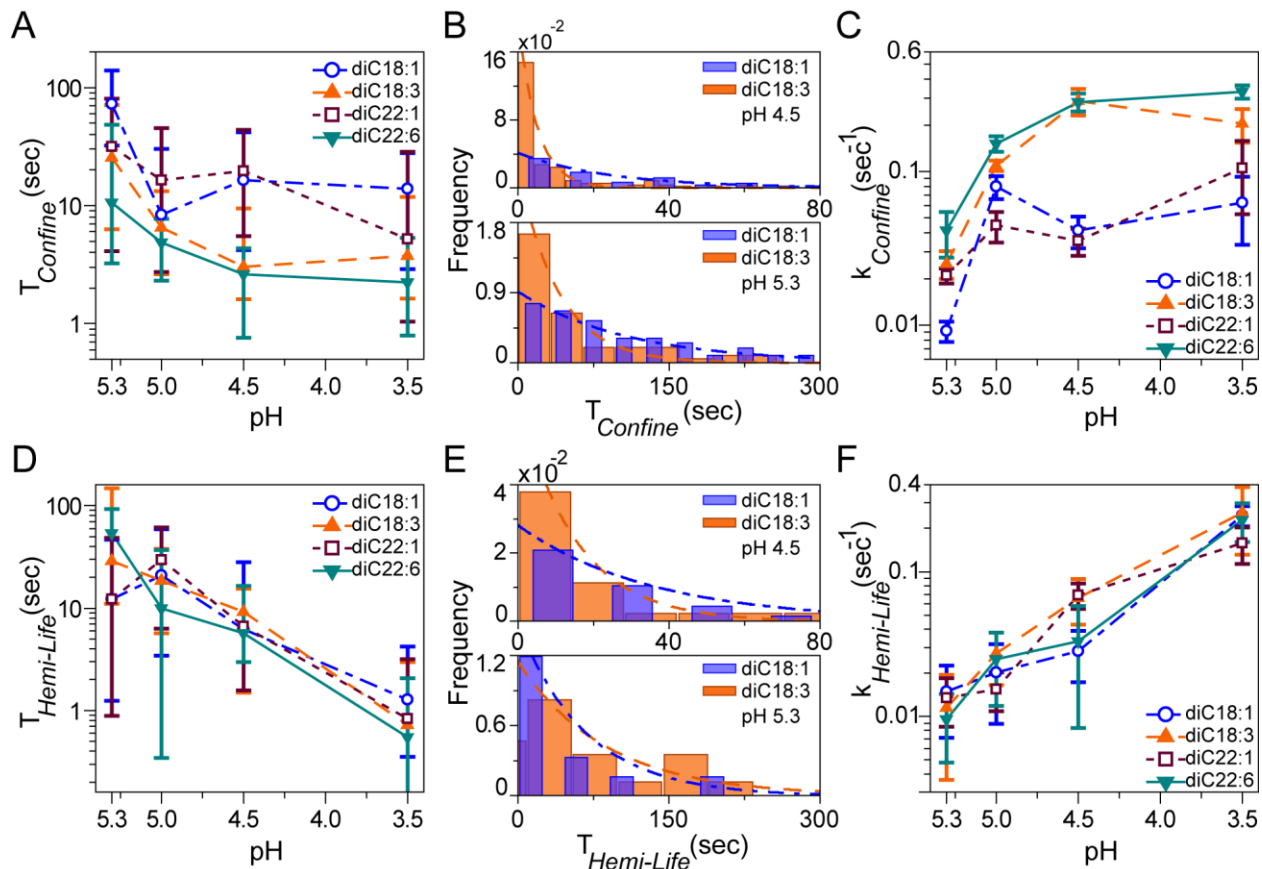 A
T_Confine (sec)
100
10
1
5.3 5.0 4.5 4.0 3.5
pH
diC18:1
diC18:3
diC22:1
diC22:6
B
×10⁻²
Frequency
16
12
8
4
0
0 40 80
diC18:1
diC18:3
pH 4.5
1.8
0.9
0
0 150 300
diC18:1
diC18:3
pH 5.3
T_Confine (sec)
C
k_Confine (sec⁻¹)
0.6
0.1
0.01
5.3 5.0 4.5 4.0 3.5
pH
diC18:1
diC18:3
diC22:1
diC22:6
D
T_Hemi-Life (sec)
100
10
1
5.3 5.0 4.5 4.0 3.5
pH
diC18:1
diC18:3
diC22:1
diC22:6
E
×10⁻²
Frequency
4
2
0
0 40 80
diC18:1
diC18:3
pH 4.5
1.2
0.6
0
0 150 300
diC18:1
diC18:3
pH 5.3
T_Hemi-Life (sec)
F
k_Hemi-Life (sec⁻¹)
0.4
0.1
0.01
5.3 5.0 4.5 4.0 3.5
pH
diC18:1
diC18:3
diC22:1
diC22:6